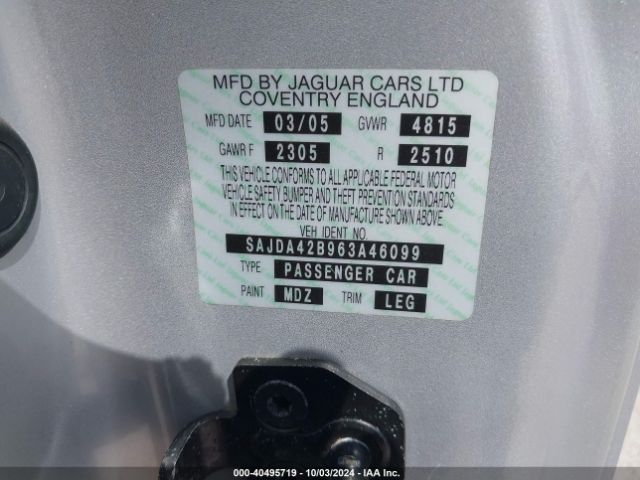 MFD BY JAGUAR CARS LTD
COVENTRY ENGLAND
MFD DATE 03/05 GVWR 4815
GAWR F 2305 R 2510
THIS VEHICLE CONFORMS TO ALL APPLICABLE FEDERAL MOTOR
VEHICLE SAFETY BUMPER AND THEFT PREVENTION STANDARDS
IN EFFECT ON THE DATE OF MANUFACTURE SHOWN ABOVE.
VEH IDENT NO.
SAJDA42B963A46099
TYPE PASSENGER CAR
PAINT MDZ TRIM LEG
000-40495719 - 10/03/2024 - IAA Inc.